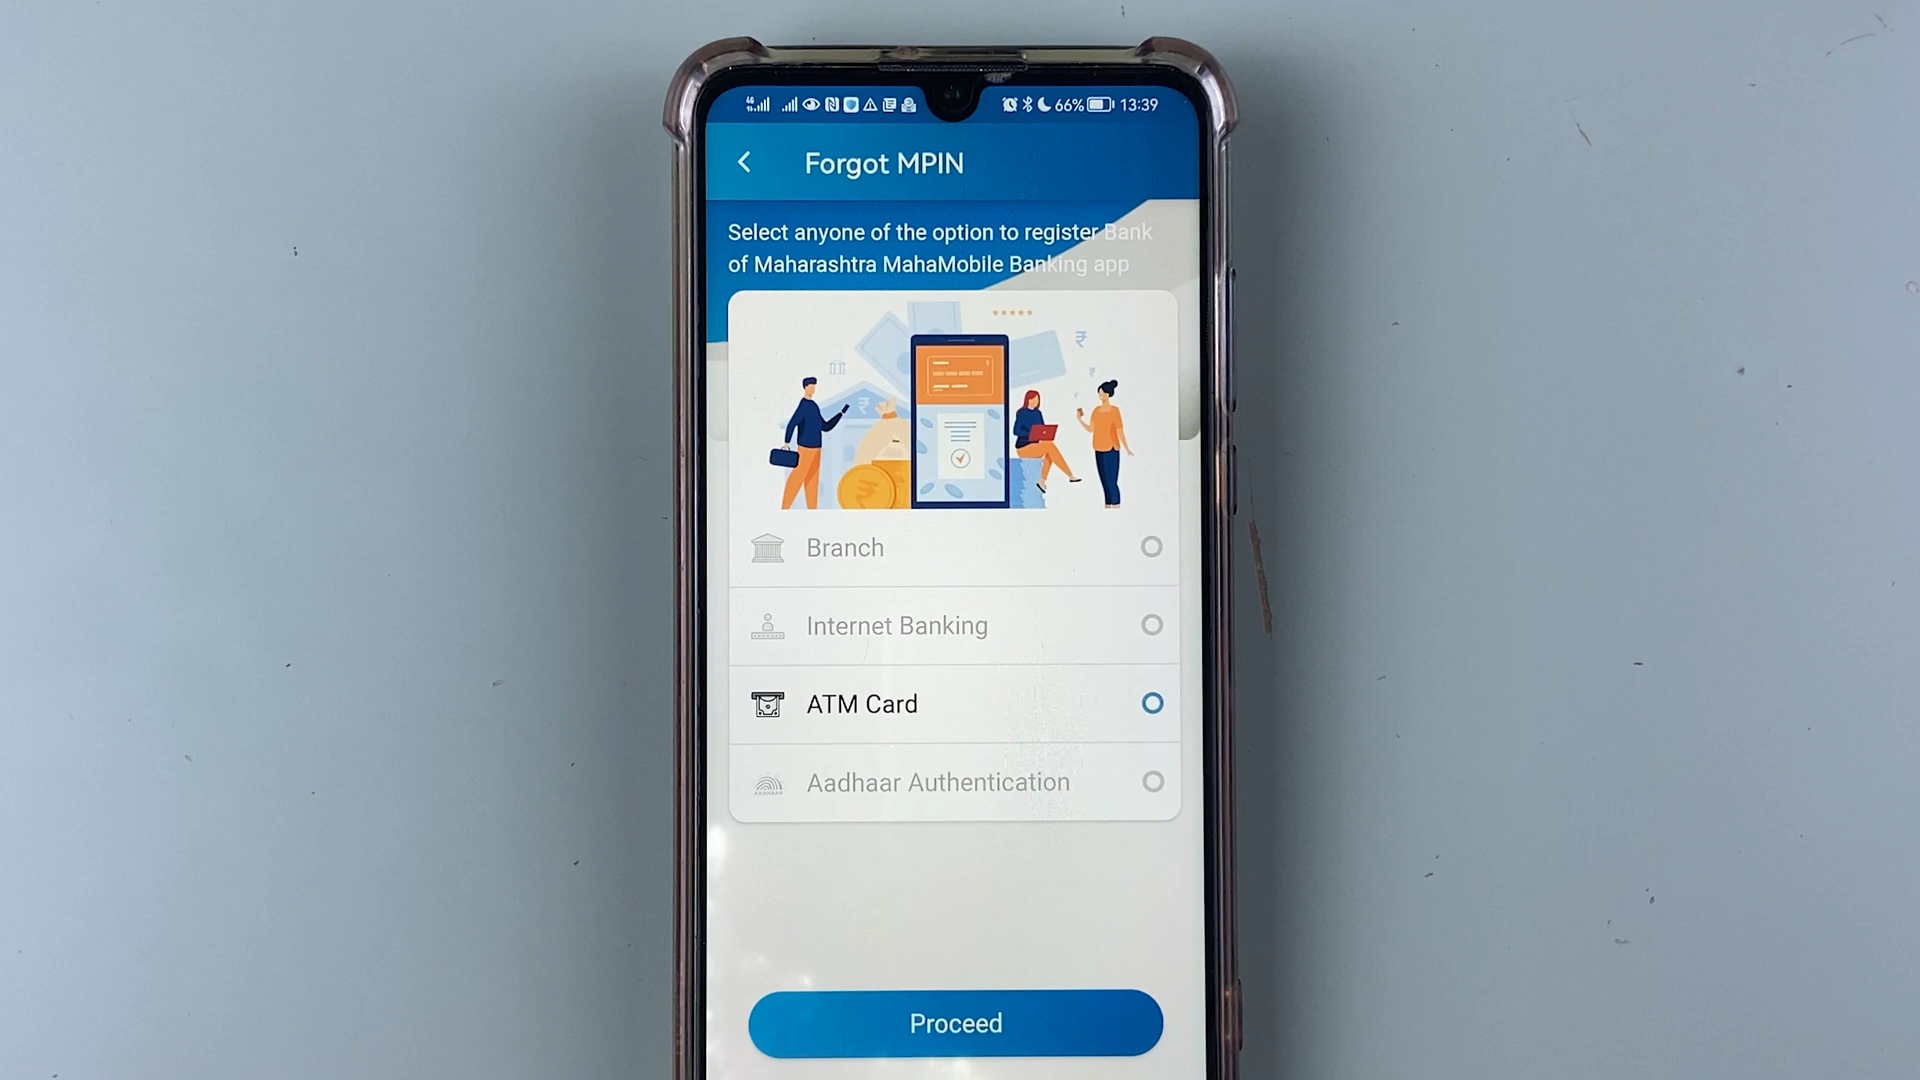 66% 13:39
Forgot MPIN
Select anyone of the option to register Bank
of Maharashtra MahaMobile Banking app
Branch
Internet Banking
ATM Card
AADHAAR
Aadhaar Authentication
Proceed